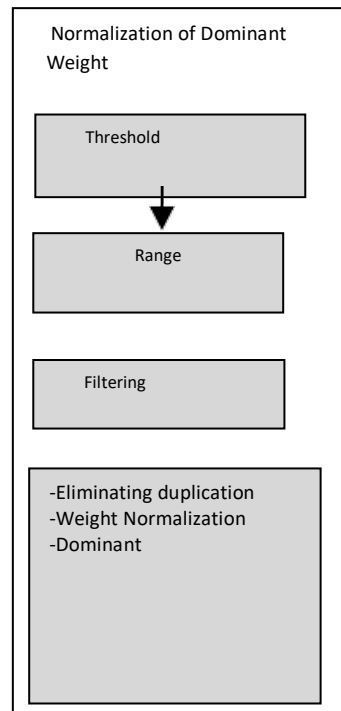 Normalization of Dominant
Weight
Threshold
Range
Filtering
-Eliminating duplication
-Weight Normalization
-Dominant